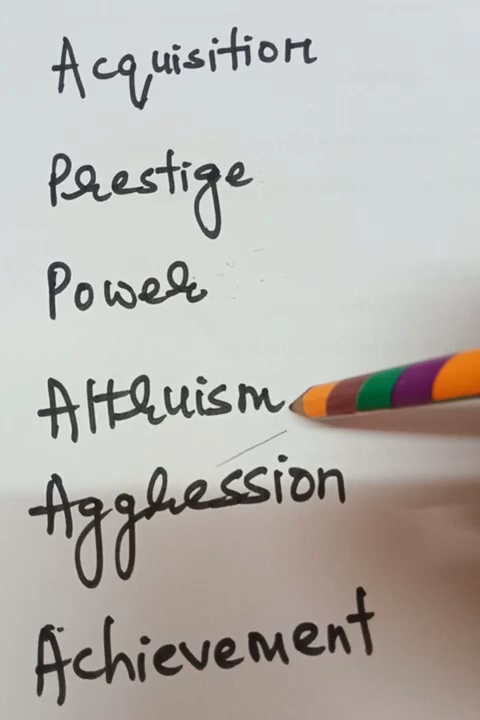 Acquisition
Prestige
Power
Altruism
Aggression
Achievement